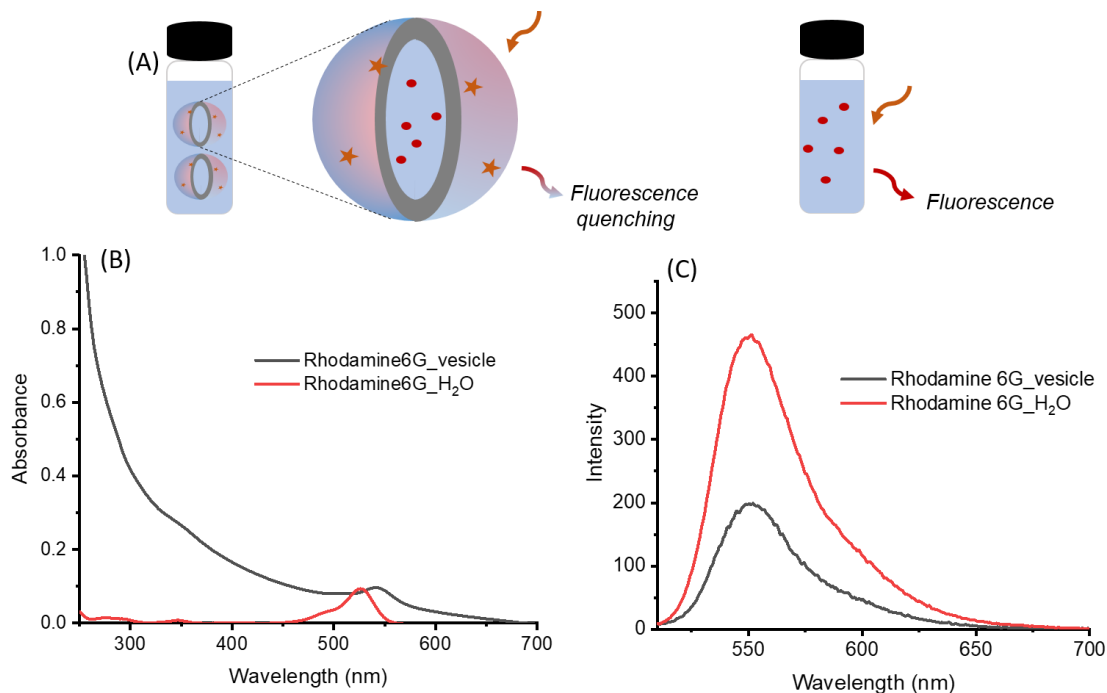 (A)
Fluorescence
quenching
Fluorescence
(B)
1.0
0.8
0.6
0.4
0.2
0.0
Absorbance
Rhodamine6G_vesicle
Rhodamine6G_H₂O
300 400 500 600 700
Wavelength (nm)
(C)
500
400
300
200
100
0
Intensity
Rhodamine 6G_vesicle
Rhodamine 6G_H₂O
550 600 650 700
Wavelength (nm)